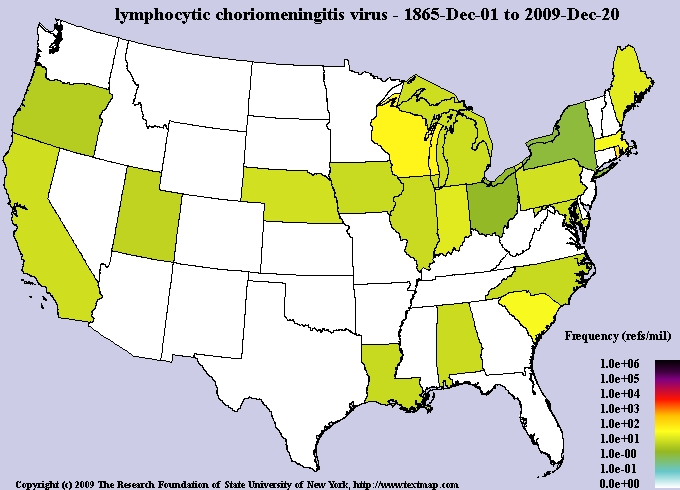 lymphocytic choriomeningitis virus - 1865-Dec-01 to 2009-Dec-20
Frequency (refs/mil)
1.0e+06
1.0e+05
1.0e+04
1.0e+03
1.0e+02
1.0e+01
1.0e-00
1.0e-01
0.0e+00
Copyright (c) 2009 The Research Foundation of State University of New York, http://www.textmap.com